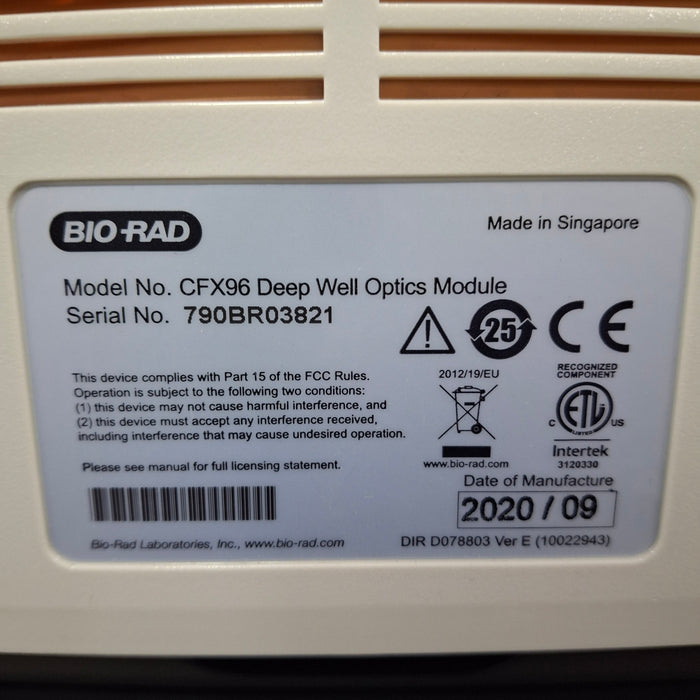 BIO-RAD
Made in Singapore
Model No. CFX96 Deep Well Optics Module
Serial No. 790BR03821
25
CE
2012/19/EU
RECOGNIZED
COMPONENT
This device complies with Part 15 of the FCC Rules.
Operation is subject to the following two conditions:
(1) this device may not cause harmful interference, and
(2) this device must accept any interference received,
including interference that may cause undesired operation.
C ETL US
LISTED
Intertek
3120330
www.bio-rad.com
Please see manual for full licensing statement.
Date of Manufacture
2020 / 09
Bio-Rad Laboratories, Inc., www.bio-rad.com
DIR D078803 Ver E (10022943)